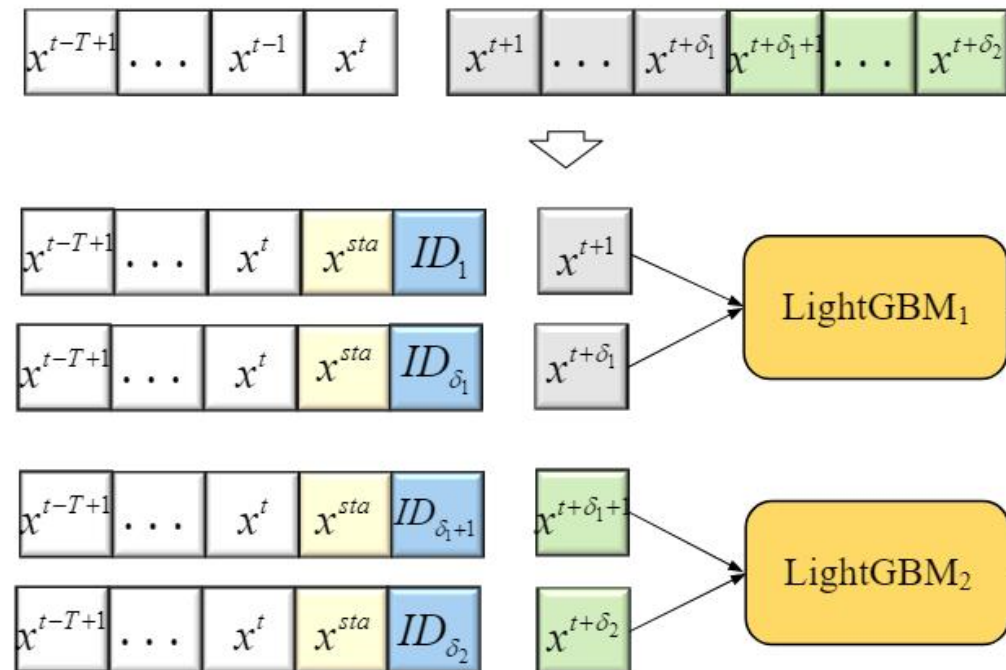 x^{t-T+1} ... x^{t-1} x^{t} x^{t+1} ... x^{t+δ_1} x^{t+δ_1+1} ... x^{t+δ_2}
x^{t-T+1} ... x^{t} x^{sta} ID_1 x^{t+1}
LightGBM_1
x^{t-T+1} ... x^{t} x^{sta} ID_{δ_1} x^{t+δ_1}
x^{t-T+1} ... x^{t} x^{sta} ID_{δ_1+1} x^{t+δ_1+1}
LightGBM_2
x^{t-T+1} ... x^{t} x^{sta} ID_{δ_2} x^{t+δ_2}